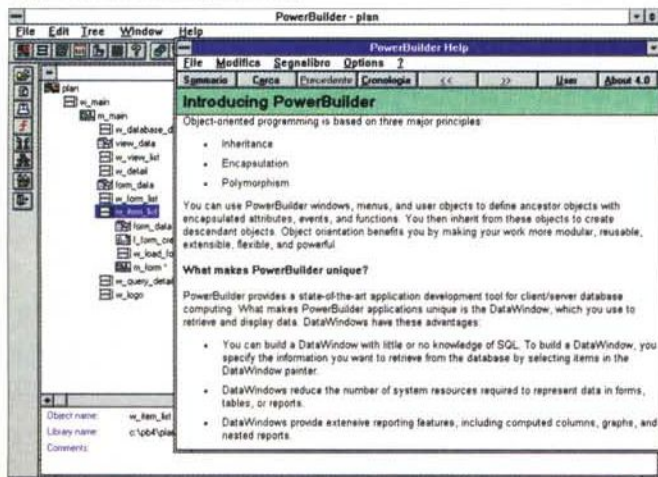 PowerBuilder - plan
File Edit Tree Window Help
PowerBuilder Help
File Modifica Segnalibro Options ?
Sommario Cerca Precedente Cronologia << >> User About 4.0
plan
w_main
m_main
w_database_d
view_data
w_view_list
w_detail
form_data
w_form_list
w_item_list
form_data
f_form_cre
w_load_fo
m_form *
w_query_detail
w_logo
Introducing PowerBuilder
Object-oriented programming is based on three major principles:
• Inheritance
• Encapsulation
• Polymorphism
You can use PowerBuilder windows, menus, and user objects to define ancestor objects with
encapsulated attributes, events, and functions. You then inherit from these objects to create
descendant objects. Object orientation benefits you by making your work more modular, reusable,
extensible, flexible, and powerful.
What makes PowerBuilder unique?
PowerBuilder provides a state-of-the-art application development tool for client/server database
computing. What makes PowerBuilder applications unique is the DataWindow, which you use to
retrieve and display data. DataWindows have these advantages:
• You can build a DataWindow with little or no knowledge of SQL. To build a DataWindow, you
specify the information you want to retrieve from the database by selecting items in the
DataWindow painter.
• DataWindows reduce the number of system resources required to represent data in forms,
tables, or reports.
• DataWindows provide extensive reporting features, including computed columns, graphs, and
nested reports.
Object name: w_item_list
Library name: c:\pb4\plan
Comments: